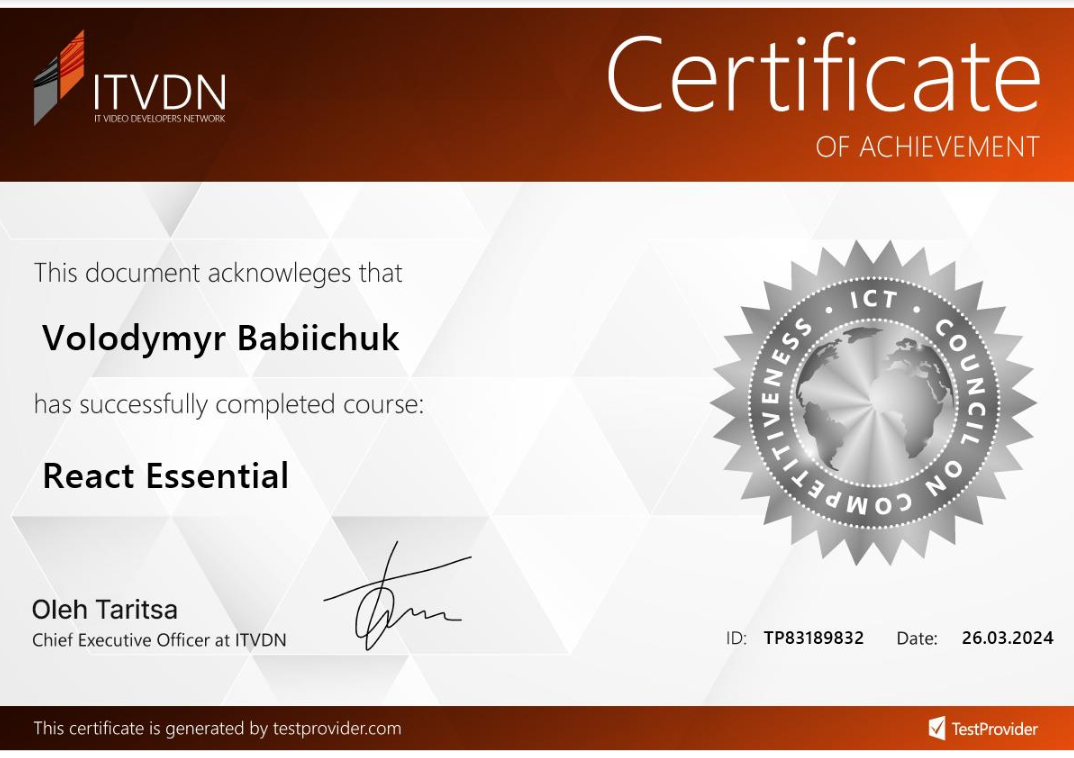 ITVDN
IT VIDEO DEVELOPERS NETWORK
Certificate
OF ACHIEVEMENT
This document acknowleges that
Volodymyr Babiichuk
has successfully completed course:
React Essential
• ICT • COUNCIL ON COMPETITIVENESS
Oleh Taritsa
Chief Executive Officer at ITVDN
ID: TP83189832 Date: 26.03.2024
This certificate is generated by testprovider.com
TestProvider